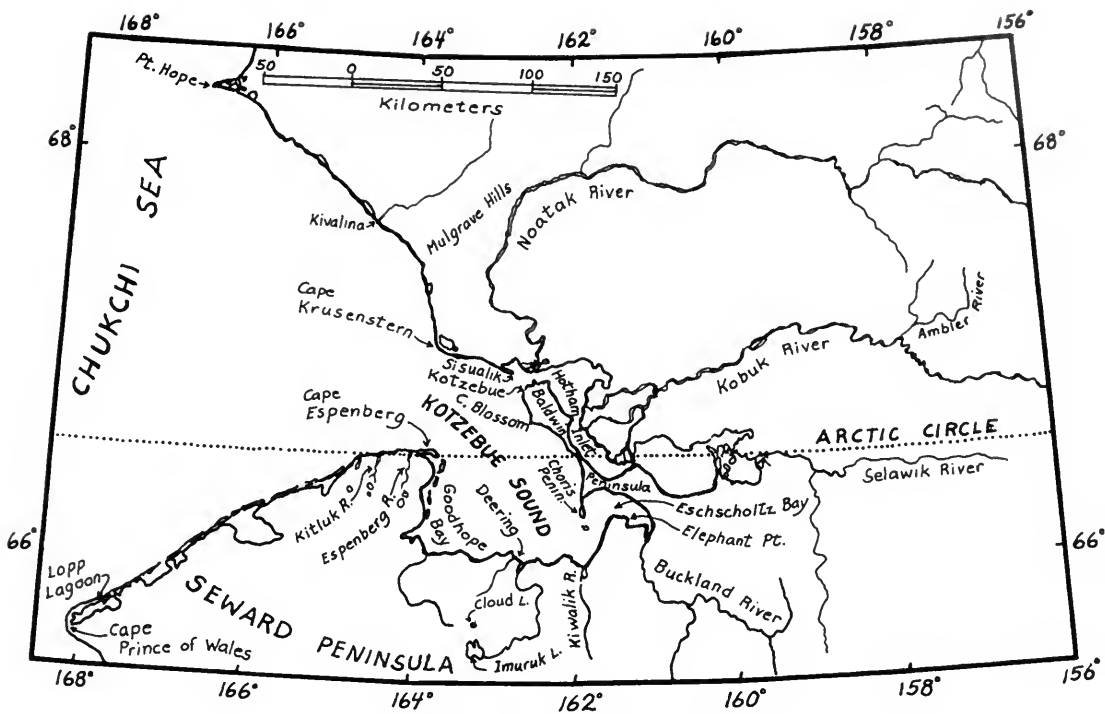 168°
166°
164°
162°
160°
158°
156°
Pt. Hope
50 0 50 100 150
Kilometers
68°
68°
CHUKCHI SEA
Kivalina
Mulgrave Hills
Noatak River
Cape
Krusenstern
Ambler River
Kobuk River
Sisualik
Kotzebue
C. Blossom
Hotham Inlet
Baldwin Peninsula
Cape
Espenberg
KOTZEBUE SOUND
ARCTIC CIRCLE
Selawik River
Choris
Penin.
Eschscholtz Bay
Elephant Pt.
Kitluk R.
Espenberg R.
Goodhope
Bay
Deering
66°
66°
Lopp
Lagoon
SEWARD PENINSULA
Cloud L.
Kiwalik R.
Buckland River
Cape
Prince of Wales
Imuruk L.
168°
166°
164°
162°
160°
158°
156°